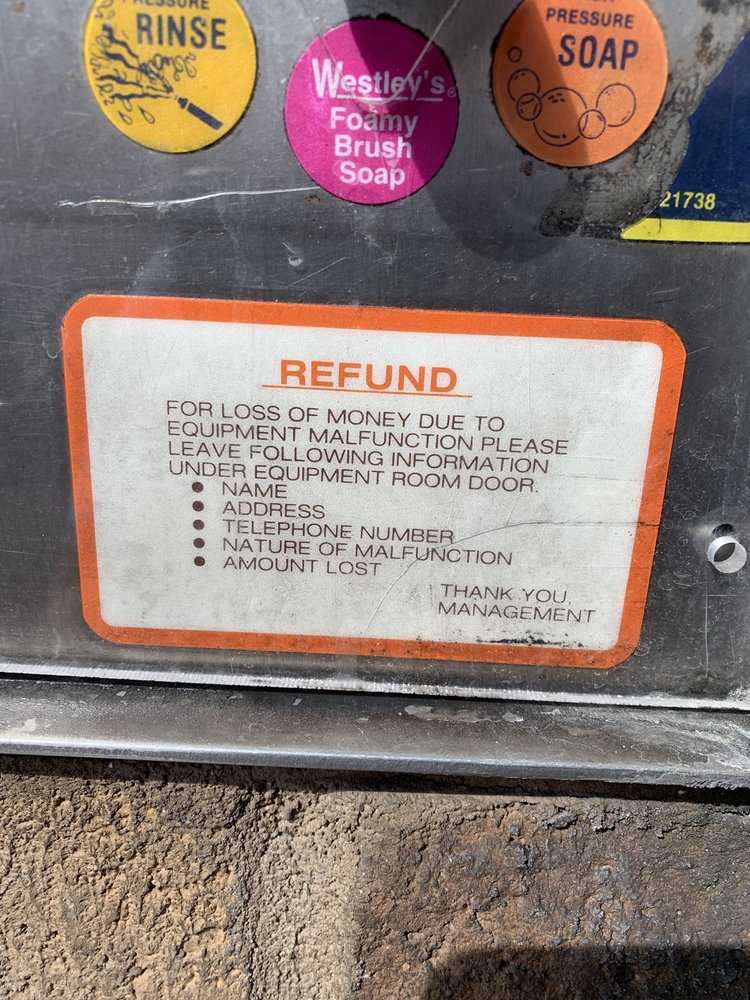 PRESSURE
RINSE
Westley's®
Foamy
Brush
Soap
PRESSURE
SOAP
21738
REFUND
FOR LOSS OF MONEY DUE TO
EQUIPMENT MALFUNCTION PLEASE
LEAVE FOLLOWING INFORMATION
UNDER EQUIPMENT ROOM DOOR.
• NAME
• ADDRESS
• TELEPHONE NUMBER
• NATURE OF MALFUNCTION
• AMOUNT LOST
THANK YOU,
MANAGEMENT